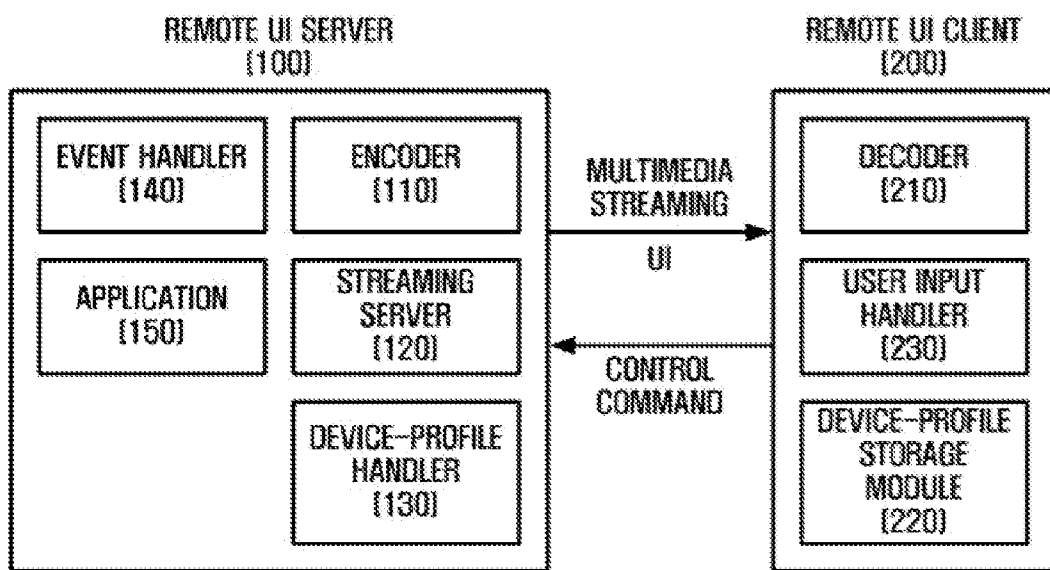 REMOTE UI SERVER
(100)
EVENT HANDLER
(140)
ENCODER
(110)
APPLICATION
(150)
STREAMING
SERVER
(120)
DEVICE-PROFILE
HANDLER
(130)
MULTIMEDIA
STREAMING
UI
CONTROL
COMMAND
REMOTE UI CLIENT
(200)
DECODER
(210)
USER INPUT
HANDLER
(230)
DEVICE-PROFILE
STORAGE
MODULE
(220)